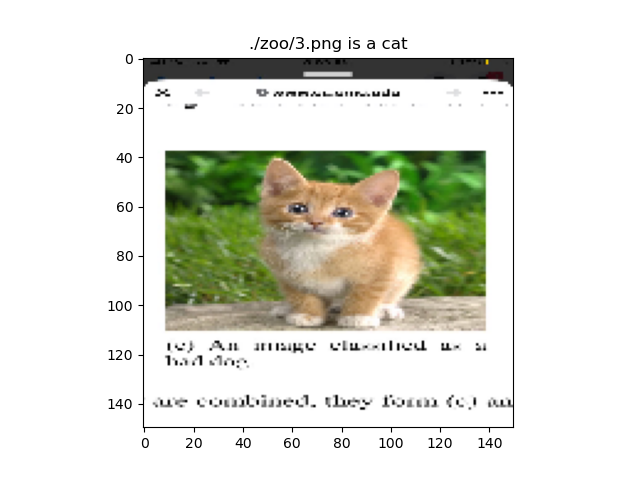 ./zoo/3.png is a cat
0
20
40
60
80
100
120
140
An image classified as a
bad dog.
are combined, they form (c) an
0 20 40 60 80 100 120 140